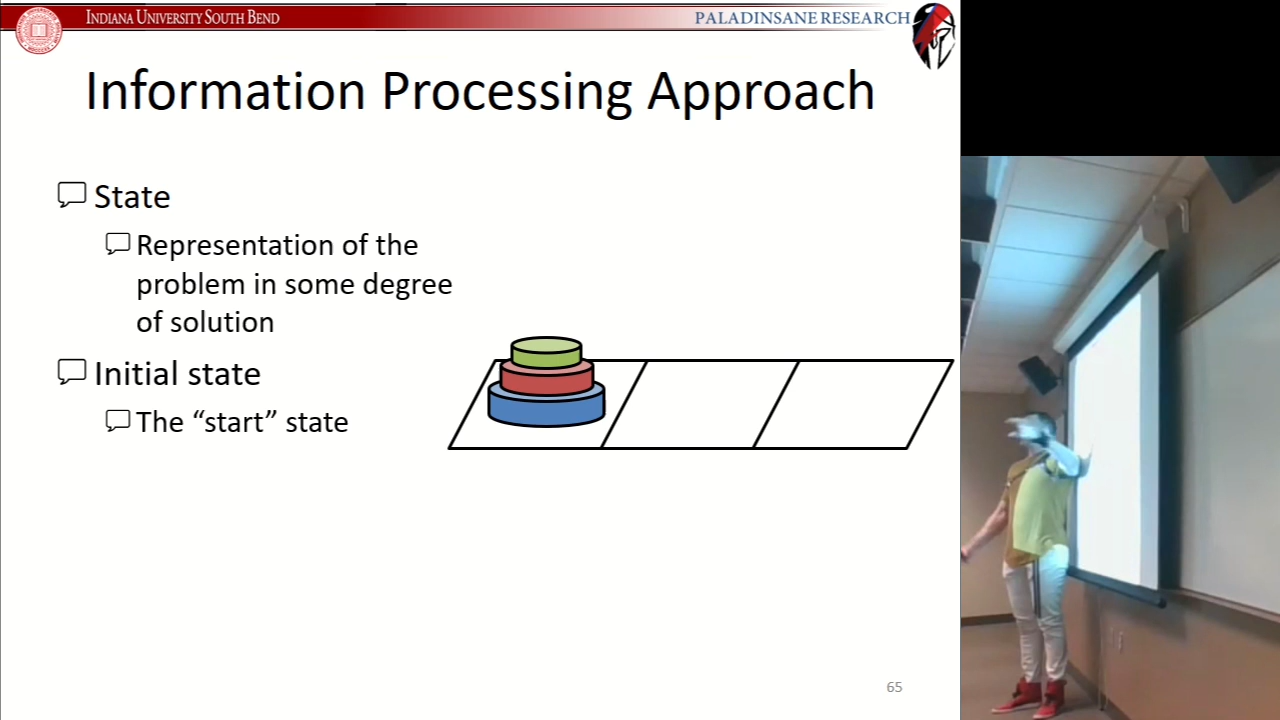 INDIANA UNIVERSITY SOUTH BEND
PALADINSANE RESEARCH
Information Processing Approach
State
Representation of the
problem in some degree
of solution
Initial state
The “start” state
65